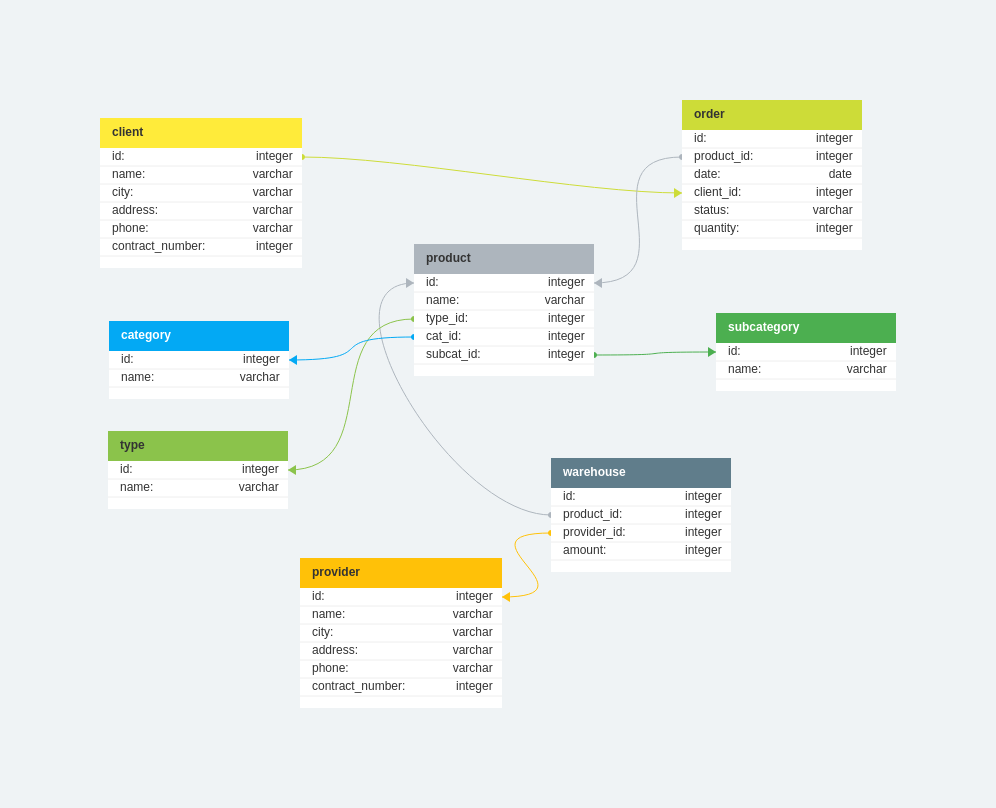 client
id: integer
name: varchar
city: varchar
address: varchar
phone: varchar
contract_number: integer
order
id: integer
product_id: integer
date: date
client_id: integer
status: varchar
quantity: integer
product
id: integer
name: varchar
type_id: integer
cat_id: integer
subcat_id: integer
category
id: integer
name: varchar
subcategory
id: integer
name: varchar
type
id: integer
name: varchar
warehouse
id: integer
product_id: integer
provider_id: integer
amount: integer
provider
id: integer
name: varchar
city: varchar
address: varchar
phone: varchar
contract_number: integer